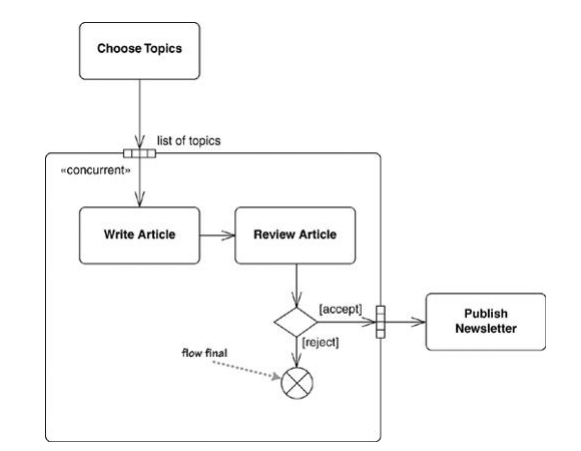 Choose Topics
list of topics
«concurrent»
Write Article
Review Article
[accept]
Publish
Newsletter
[reject]
flow final